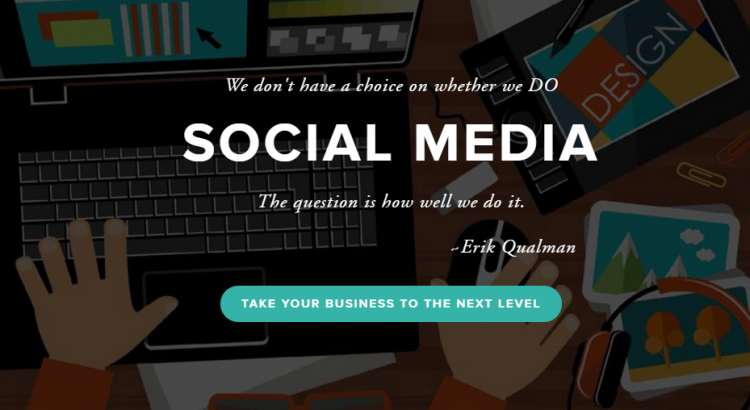 We don't have a choice on whether we DO
SOCIAL MEDIA
The question is how well we do it.
~Erik Qualman
TAKE YOUR BUSINESS TO THE NEXT LEVEL
DESIGN